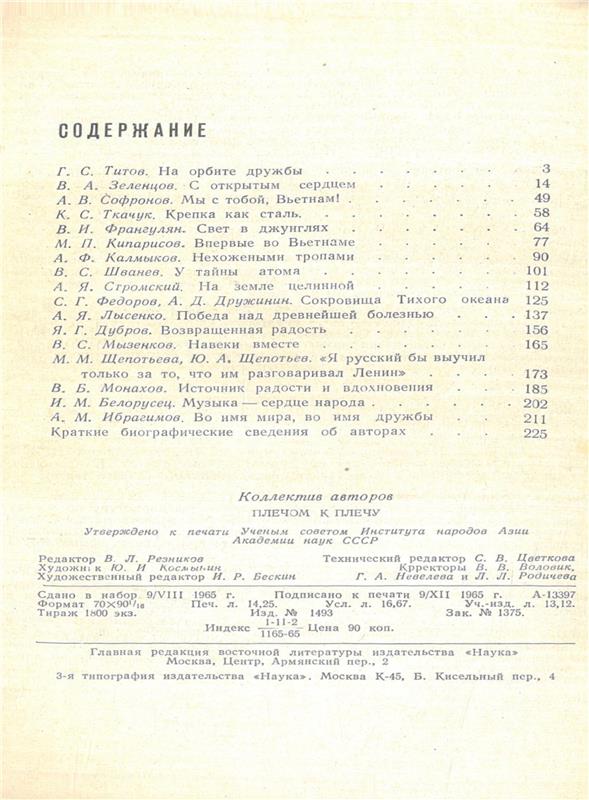 СОДЕРЖАНИЕ
Г. С. Титов. На орбите дружбы . . . . . . . 3
В. А. Зеленцов. С открытым сердцем . . . . . . 14
А. В. Софронов. Мы с тобой, Вьетнам! . . . . . . 49
К. С. Ткачук. Крепка как сталь. . . . . . . . 58
В. И. Франгулян. Свет в джунглях . . . . . . 64
М. П. Кипарисов. Впервые во Вьетнаме . . . . . 77
А. Ф. Калмыков. Нехожеными тропами . . . . . 90
В. С. Шванев. У тайны атома . . . . . . . 101
А. Я. Стромский. На земле целинной . . . . . . 112
С. Г. Федоров, А. Д. Дружинин. Сокровища Тихого океана 125
А. Я. Лысенко. Победа над древнейшей болезнью . . . 137
Я. Г. Дубров. Возвращенная радость . . . . . . 156
В. С. Мызенков. Навеки вместе . . . . . . . 165
М. М. Щепотьева, Ю. А. Щепотьев. «Я русский бы выучил
только за то, что им разговаривал Ленин» . . . . 173
В. Б. Монахов. Источник радости и вдохновения . . . . 185
И. М. Белорусец. Музыка — сердце народа . . . . . . 202
А. М. Ибрагимов. Во имя мира, во имя дружбы . . . . 211
Краткие биографические сведения об авторах . . . . 225
Коллектив авторов
ПЛЕЧОМ К ПЛЕЧУ
Утверждено к печати Ученым советом Института народов Азии
Академии наук СССР
Редактор В. Л. Резников Технический редактор С. В. Цветкова
Ю. И. Кррректоры В. В. Воловик,
Художественный редактор И. Р. Бескин Г. А. Невелева и Л. Л. Родичева
Сдано в набор 9/VIII 1965 г. Подписано к печати 9/XII 1965 г. А-13397
Формат 70×90 1/16 Печ. л. 14,25. Усл. л. 16,67. Уч.-изд. л. 13,12.
Тираж 1800 экз. Изд. № 1493 Зак. № 1375.
Индекс 1-11-2/1165-65 Цена 90 коп.
Главная редакция восточной литературы издательства «Наука»
Москва, Центр, Армянский пер., 2
3-я типография издательства «Наука». Москва К-45, Б. Кисельный пер., 4